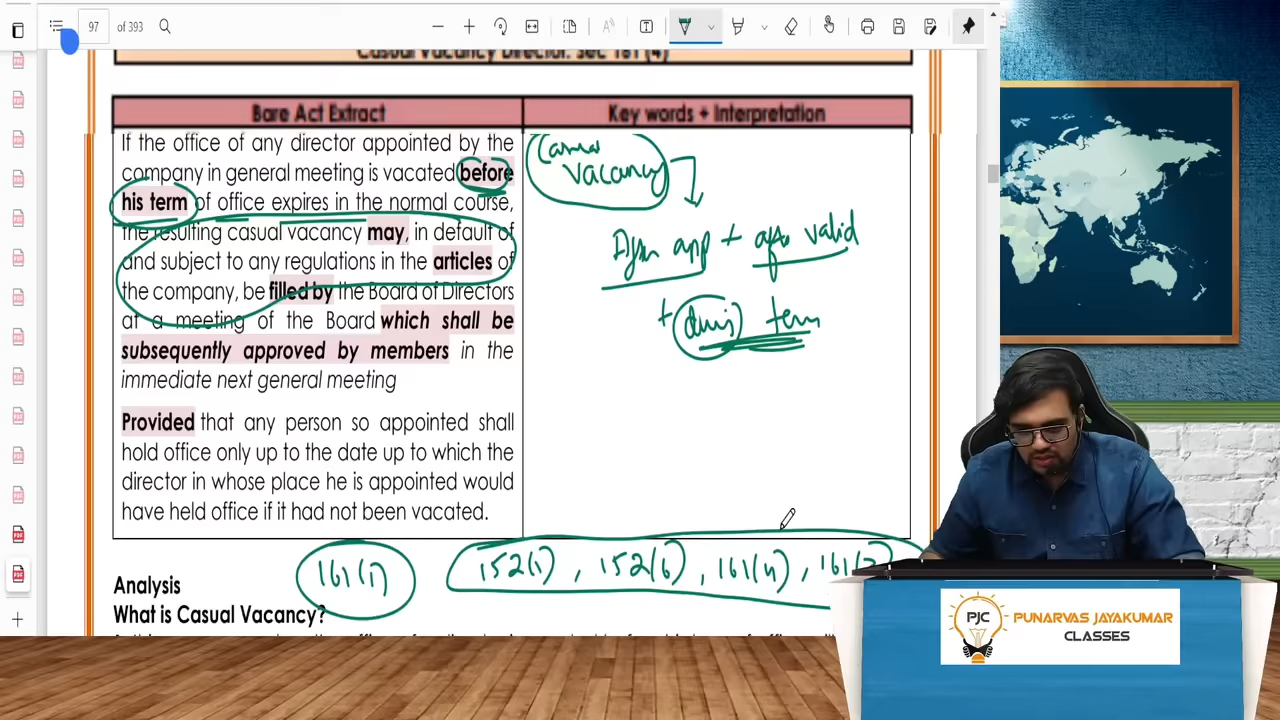 97 of 393
Casual Vacancy Director: Sec 161 (4)
Bare Act Extract
Key words + Interpretation
If the office of any director appointed by the
company in general meeting is vacated before
his term of office expires in the normal course,
the resulting casual vacancy may, in default of
and subject to any regulations in the articles of
the company, be filled by the Board of Directors
at a meeting of the Board which shall be
subsequently approved by members in the
immediate next general meeting
Provided that any person so appointed shall
hold office only up to the date up to which the
director in whose place he is appointed would
have held office if it had not been vacated.
Casual
Vacancy
app + valid
+ term
161(1)
152(1), 152(6), 161(4),
Analysis
What is Casual Vacancy?
PJC
PUNARVAS JAYAKUMAR
CLASSES